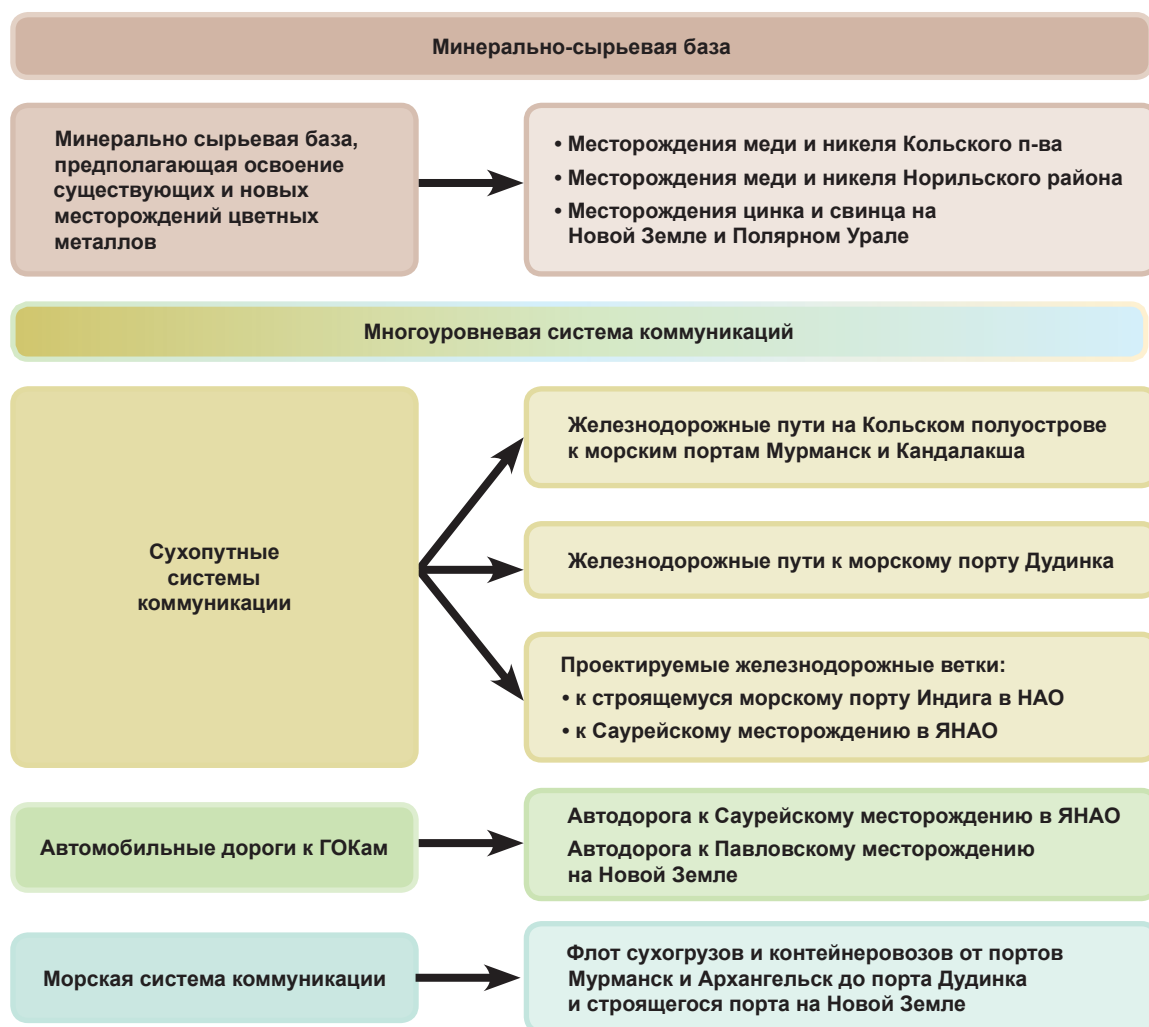 Минерально-сырьевая база
Минерально сырьевая база,
предполагающая освоение
существующих и новых
месторождений цветных
металлов
• Месторождения меди и никеля Кольского п-ва
• Месторождения меди и никеля Норильского района
• Месторождения цинка и свинца на
Новой Земле и Полярном Урале
Многоуровневая система коммуникаций
Сухопутные
системы
коммуникации
Железнодорожные пути на Кольском полуострове
к морским портам Мурманск и Кандалакша
Железнодорожные пути к морскому порту Дудинка
Проектируемые железнодорожные ветки:
• к строящемуся морскому порту Индига в НАО
• к Саурейскому месторождению в ЯНАО
Автомобильные дороги к ГОКам
Автодорога к Саурейскому месторождению в ЯНАО
Автодорога к Павловскому месторождению
на Новой Земле
Морская система коммуникации
Флот сухогрузов и контейнеровозов от портов
Мурманск и Архангельск до порта Дудинка
и строящегося порта на Новой Земле